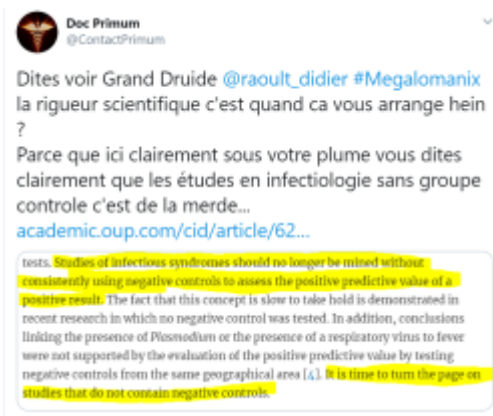 Doc Primum
@ContactPrimum
Dites voir Grand Druide @raoult_didier #Megalomanix
la rigueur scientifique c'est quand ca vous arrange hein
?
Parce que ici clairement sous votre plume vous dites
clairement que les études en infectiologie sans groupe
controle c'est de la merde...
academic.oup.com/cid/article/62...
tests. Studies of infectious syndromes should no longer be mined without
consistently using negative controls to assess the positive predictive value of a
positive result. The fact that this concept is slow to take hold is demonstrated in
recent research in which no negative control was tested. In addition, conclusions
linking the presence of Plasmodium or the presence of a respiratory virus to fever
were not supported by the evaluation of the positive predictive value by testing
negative controls from the same geographical area [4]. It is time to turn the page on
studies that do not contain negative controls.